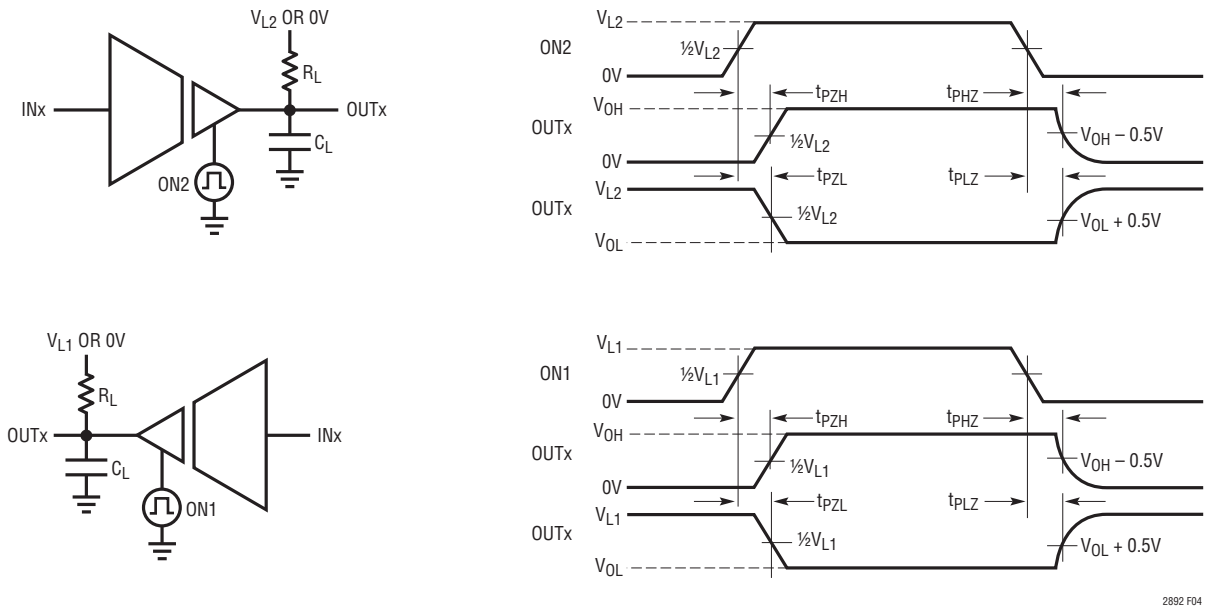 VL2 OR 0V
RL
INx
OUTx
CL
ON2
VL2
ON2
½VL2
0V
tPZH
tPHZ
VOH
OUTx
½VL2
VOH – 0.5V
0V
tPZL
tPLZ
VL2
OUTx
½VL2
VOL + 0.5V
VOL
VL1 OR 0V
RL
OUTx
INx
CL
ON1
VL1
ON1
½VL1
0V
tPZH
tPHZ
VOH
OUTx
½VL1
VOH – 0.5V
0V
tPZL
tPLZ
VL1
OUTx
½VL1
VOL + 0.5V
VOL
2892 F04